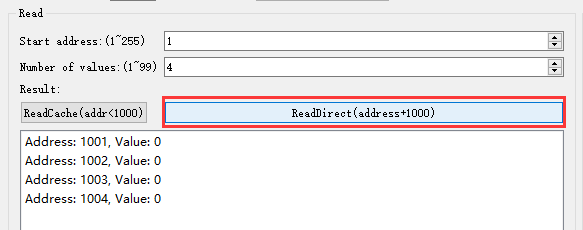 Read
Start address:(1~255) 1
Number of values:(1~99) 4
Result:
ReadCache(addr<1000) ReadDirect(address+1000)
Address: 1001, Value: 0
Address: 1002, Value: 0
Address: 1003, Value: 0
Address: 1004, Value: 0